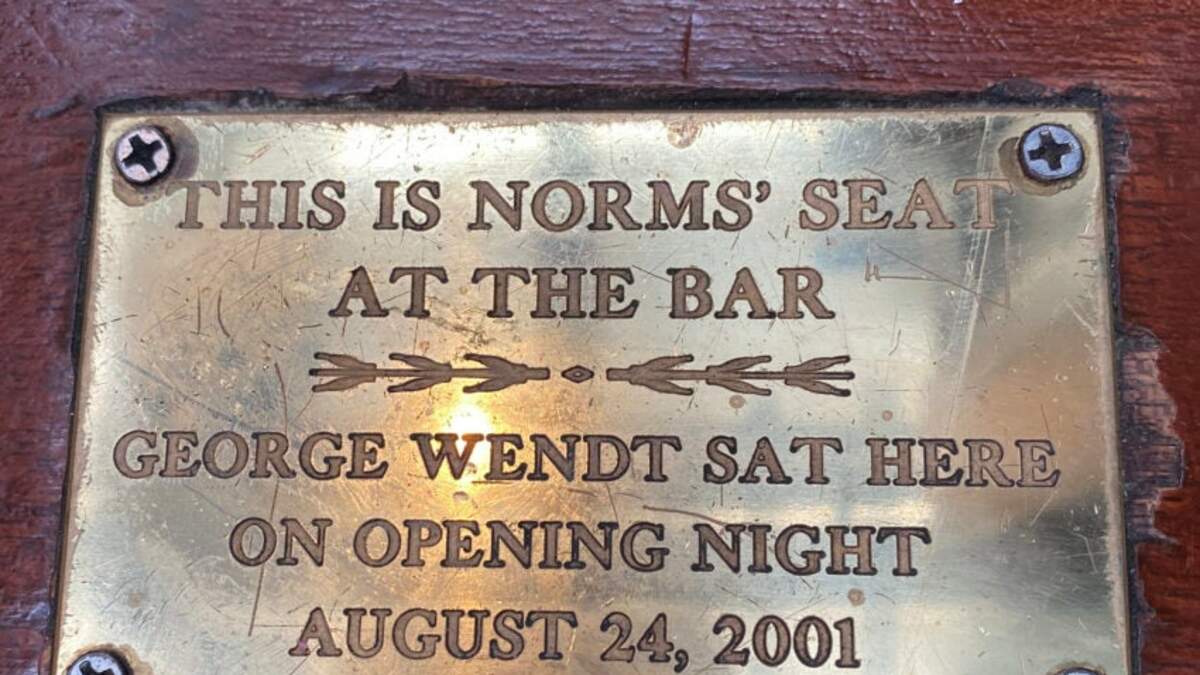 THIS IS NORMS' SEAT
AT THE BAR
GEORGE WENDT SAT HERE
ON OPENING NIGHT
AUGUST 24, 2001